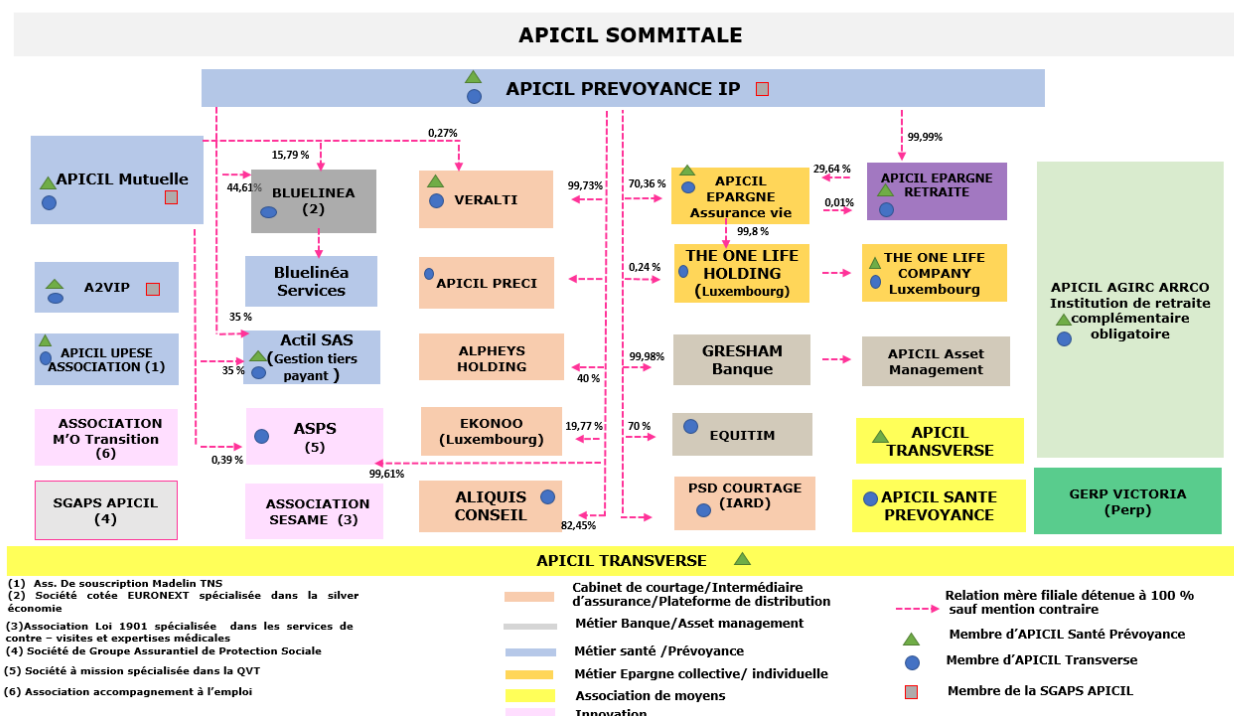 APICIL SOMMITALE
APICIL PREVOYANCE IP
0,27%
99,99%
15,79 %
APICIL Mutuelle
44,61%
BLUELINEA
(2)
VERALTI
99,73%
70,36 %
APICIL
EPARGNE
Assurance vie
29,64 %
0,01%
APICIL EPARGNE
RETRAITE
99,8 %
A2VIP
Bluelinéa
Services
APICIL PRECI
0,24 %
THE ONE LIFE
HOLDING
(Luxembourg)
THE ONE LIFE
COMPANY
Luxembourg
APICIL AGIRC ARRCO
Institution de retraite
complémentaire
obligatoire
35 %
APICIL UPESE
ASSOCIATION (1)
35 %
Actil SAS
(Gestion tiers
payant )
ALPHEYS
HOLDING
40 %
99,98%
GRESHAM
Banque
APICIL Asset
Management
ASSOCIATION
M’O Transition
(6)
0,39 %
ASPS
(5)
EKONOO
(Luxembourg)
19,77 %
70 %
EQUITIM
APICIL
TRANSVERSE
99,61%
SGAPS APICIL
(4)
ASSOCIATION
SESAME (3)
ALIQUIS
CONSEIL
82,45%
PSD COURTAGE
(IARD)
APICIL SANTE
PREVOYANCE
GERP VICTORIA
(Perp)
APICIL TRANSVERSE
(1) Ass. De souscription Madelin TNS
(2) Société cotée EURONEXT spécialisée dans la silver
économie
(3)Association Loi 1901 spécialisée dans les services de
contre – visites et expertises médicales
(4) Société de Groupe Assurantiel de Protection Sociale
(5) Société à mission spécialisée dans la QVT
(6) Association accompagnement à l’emploi
Cabinet de courtage/Intermédiaire
d’assurance/Plateforme de distribution
Métier Banque/Asset management
Métier santé /Prévoyance
Métier Epargne collective/ individuelle
Association de moyens
Innovation
Relation mère filiale détenue à 100 %
sauf mention contraire
Membre d’APICIL Santé Prévoyance
Membre d’APICIL Transverse
Membre de la SGAPS APICIL